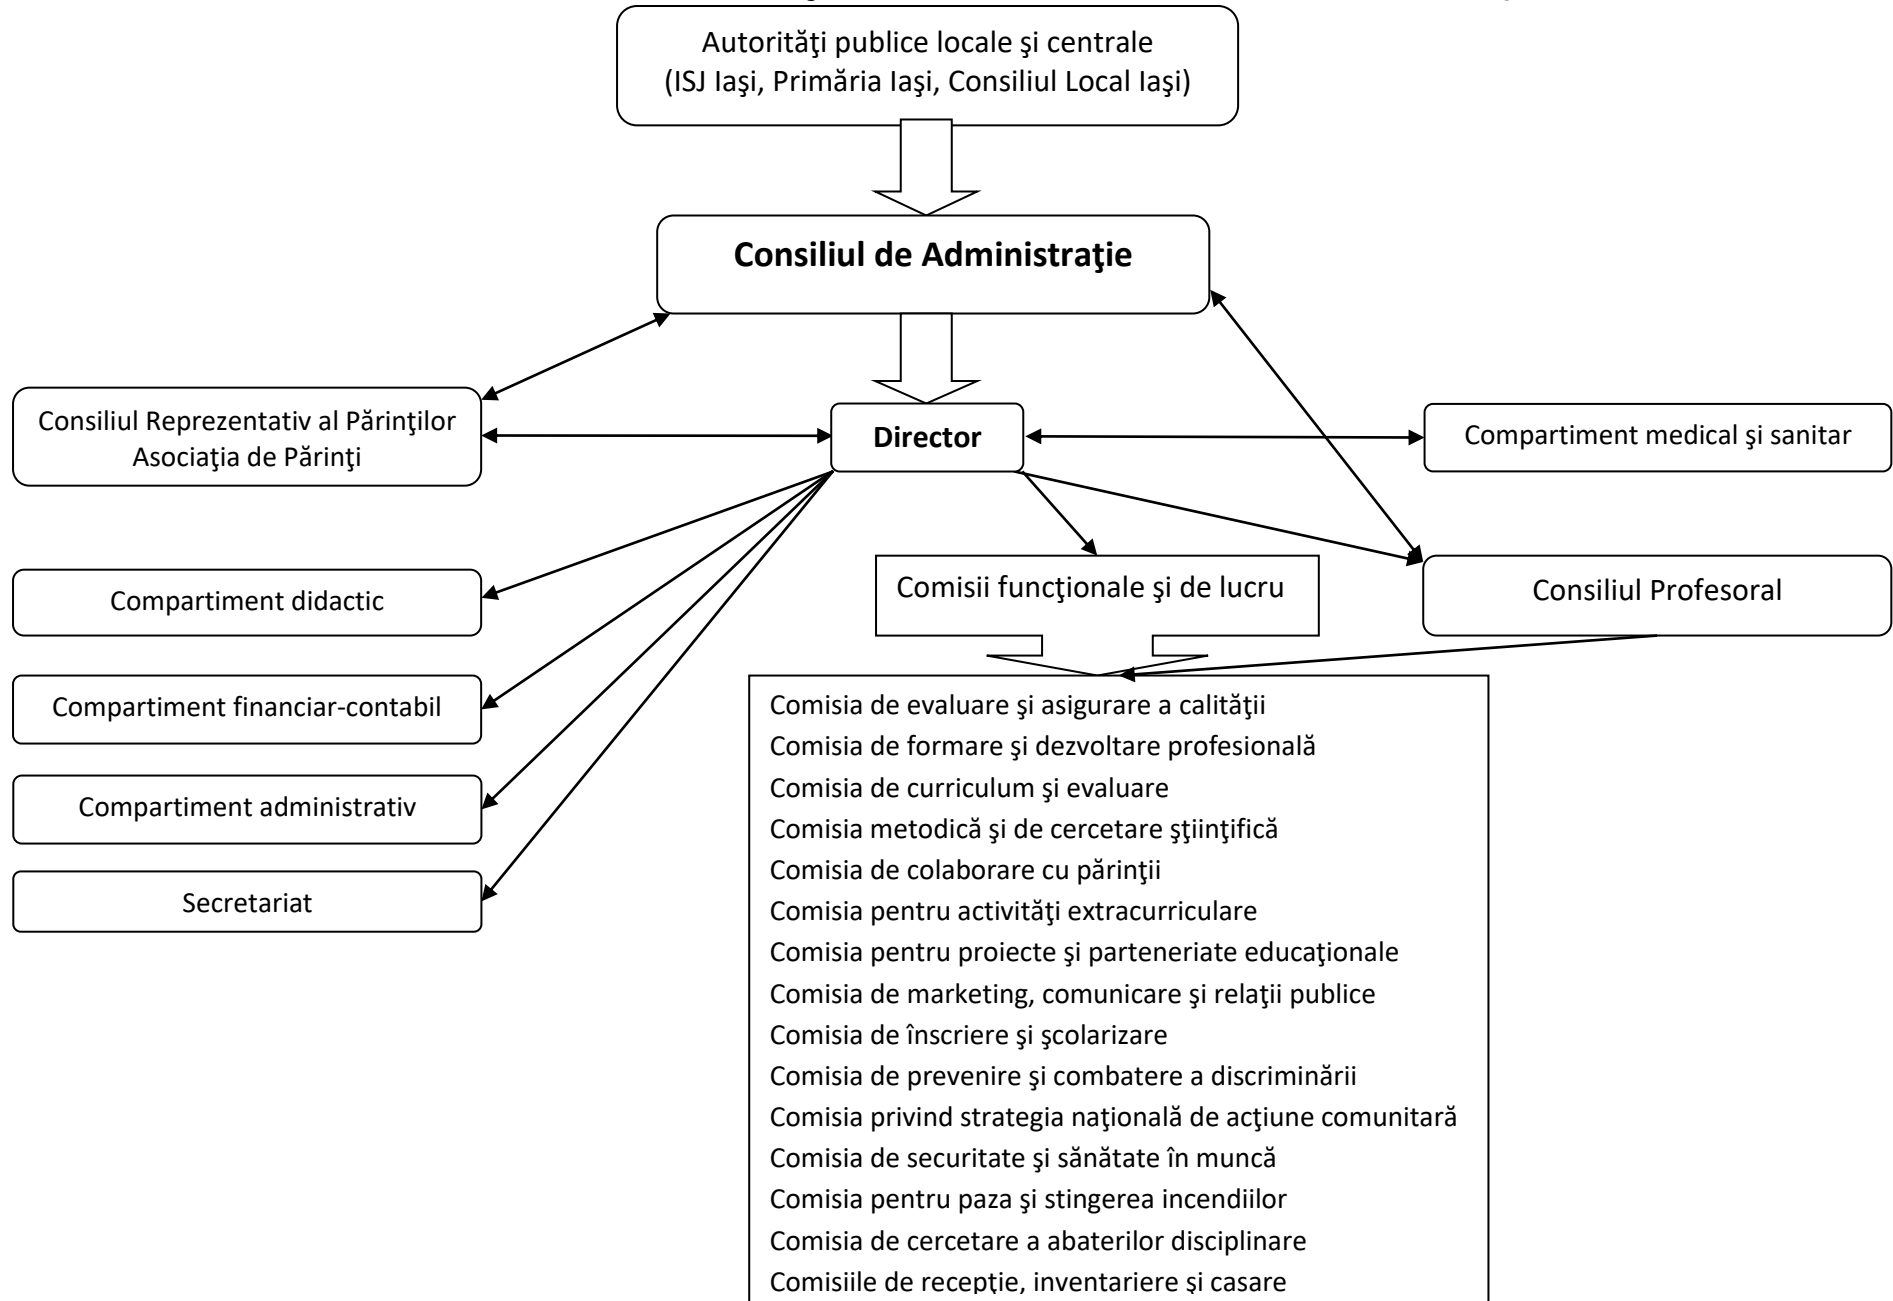 Autorităţi publice locale şi centrale
(ISJ Iaşi, Primăria Iaşi, Consiliul Local Iaşi)
Consiliul de Administraţie
Consiliul Reprezentativ al Părinţilor
Asociaţia de Părinţi
Director
Compartiment medical şi sanitar
Compartiment didactic
Comisii funcţionale şi de lucru
Consiliul Profesoral
Compartiment financiar-contabil
Compartiment administrativ
Secretariat
Comisia de evaluare şi asigurare a calităţii
Comisia de formare şi dezvoltare profesională
Comisia de curriculum şi evaluare
Comisia metodică şi de cercetare ştiinţifică
Comisia de colaborare cu părinţii
Comisia pentru activităţi extracurriculare
Comisia pentru proiecte şi parteneriate educaţionale
Comisia de marketing, comunicare şi relaţii publice
Comisia de înscriere şi şcolarizare
Comisia de prevenire şi combatere a discriminării
Comisia privind strategia naţională de acţiune comunitară
Comisia de securitate şi sănătate în muncă
Comisia pentru paza şi stingerea incendiilor
Comisia de cercetare a abaterilor disciplinare
Comisiile de recepţie, inventariere şi casare